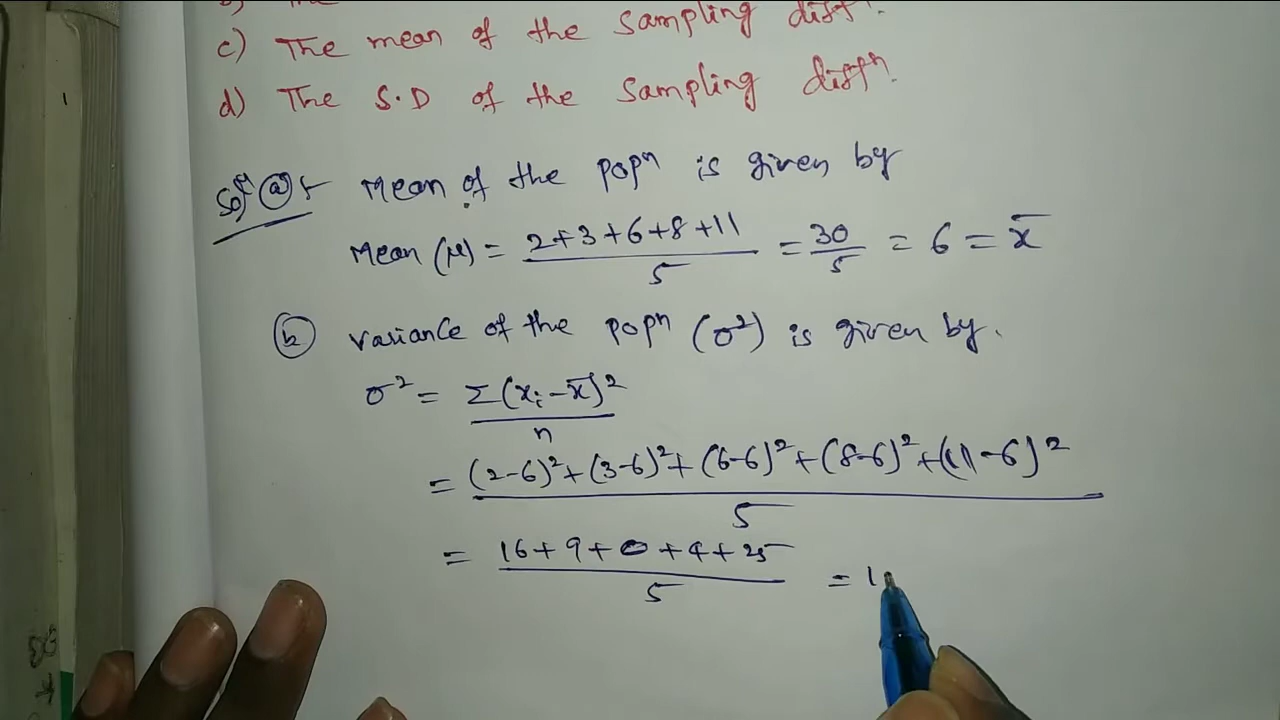 c) The mean of the sampling distⁿ.
d) The S.D of the sampling distⁿ.
Solⁿ (a) :- Mean of the popⁿ is given by
Mean (μ) = 2+3+6+8+11 / 5 = 30/5 = 6 = x̄
(b) Variance of the popⁿ (σ²) is given by.
σ² = Σ(xᵢ-x̄)² / n
= (2-6)²+(3-6)²+(6-6)²+(8-6)²+(11-6)² / 5
= 16+9+0+4+25 / 5 = 1